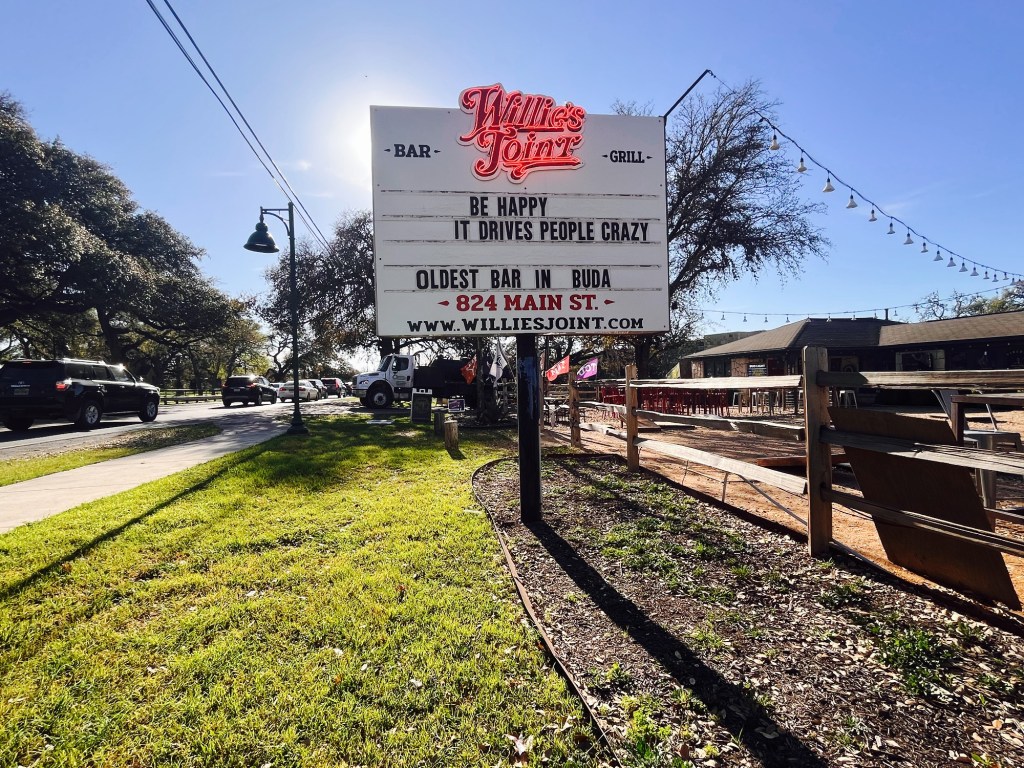 Willie's
Joint
-BAR-
-GRILL-
BE HAPPY
IT DRIVES PEOPLE CRAZY
OLDEST BAR IN BUDA
- 824 MAIN ST. -
WWW.WILLIESJOINT.COM